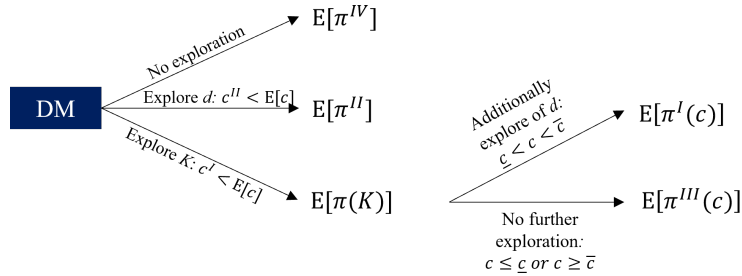 DM
No exploration
E[π^{IV}]
Explore d: c^{II} < E[c]
E[π^{II}]
Explore K: c^{I} < E[c]
E[π(K)]
Additionally
explore of d:
c̲ < c < c̅
E[π^{I}(c)]
No further
exploration:
c ≤ c̲ or c ≥ c̅
E[π^{III}(c)]